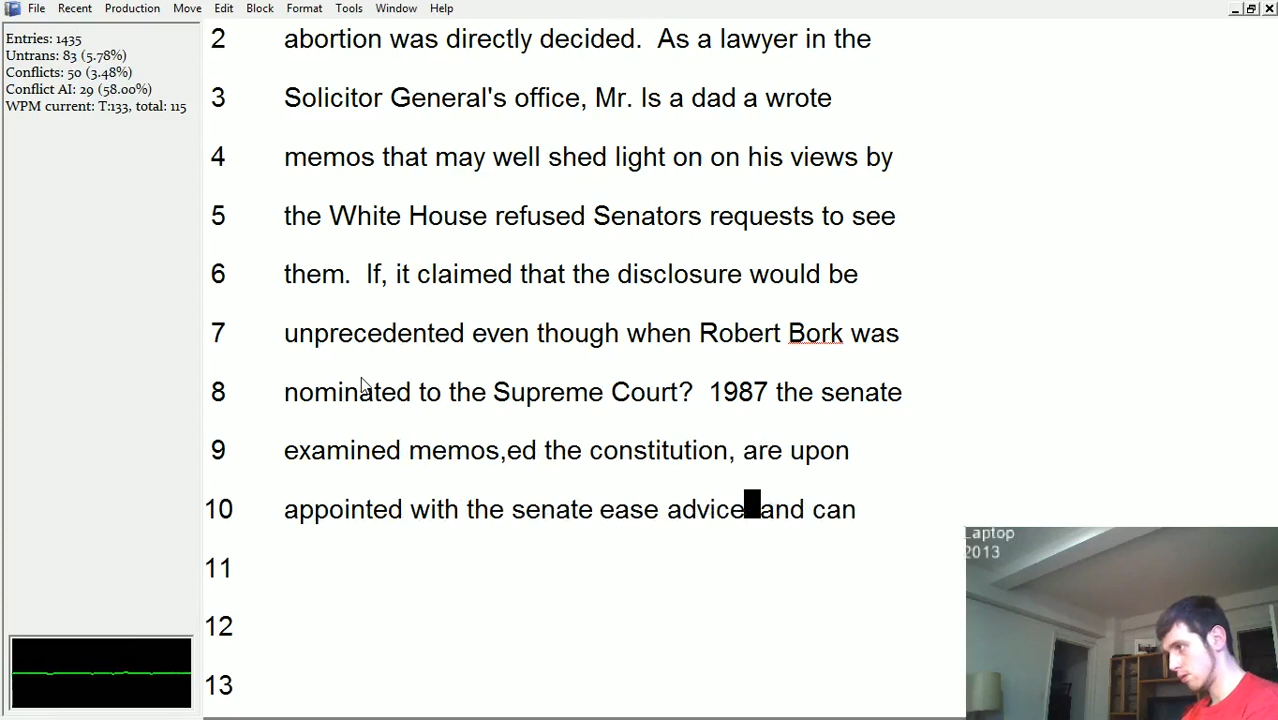 File Recent Production Move Edit Block Format Tools Window Help
Entries: 1435
Untrans: 83 (5.78%)
Conflicts: 50 (3.48%)
Conflict AI: 29 (58.00%)
WPM current: T:133, total: 115
2 abortion was directly decided.  As a lawyer in the
3 Solicitor General's office, Mr. Is a dad a wrote
4 memos that may well shed light on on his views by
5 the White House refused Senators requests to see
6 them.  If, it claimed that the disclosure would be
7 unprecedented even though when Robert Bork was
8 nominated to the Supreme Court?  1987 the senate
9 examined memos,ed the constitution, are upon
10 appointed with the senate ease advice and can
11
12
13
Laptop
2013